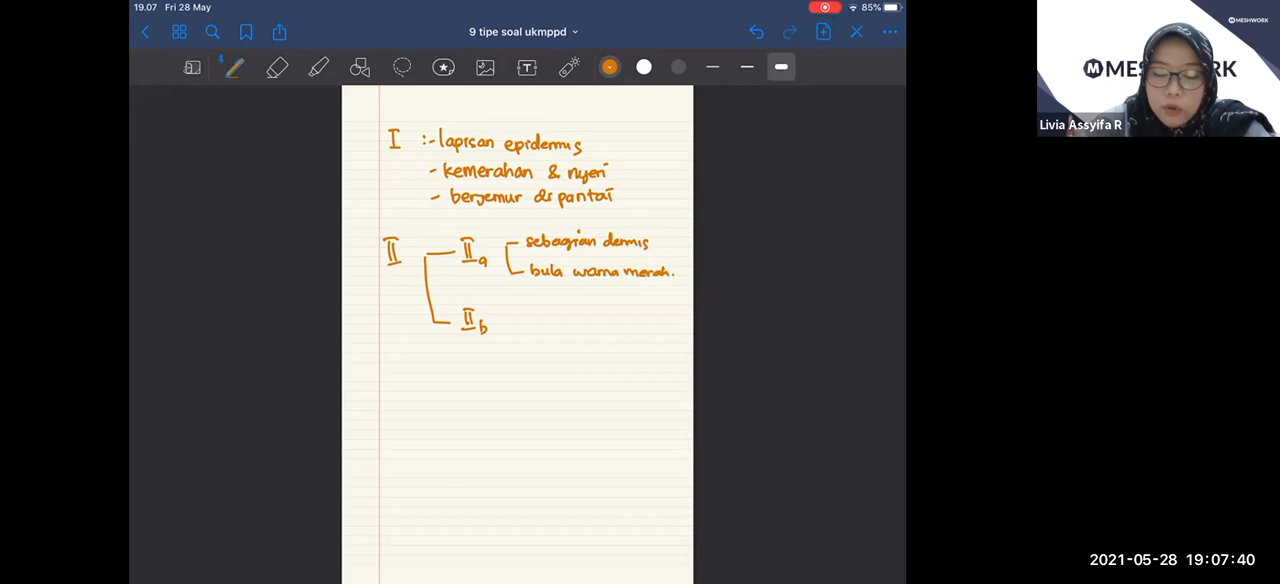 19.07 Fri 28 May
85%
9 tipe soal ukmppd
I :- lapisan epidermis
- kemerahan & nyeri
- berjemur di pantai
II
IIa
sebagian dermis
bula warna merah.
IIb
MESHWORK
Livia Assyifa R
2021-05-28 19:07:40